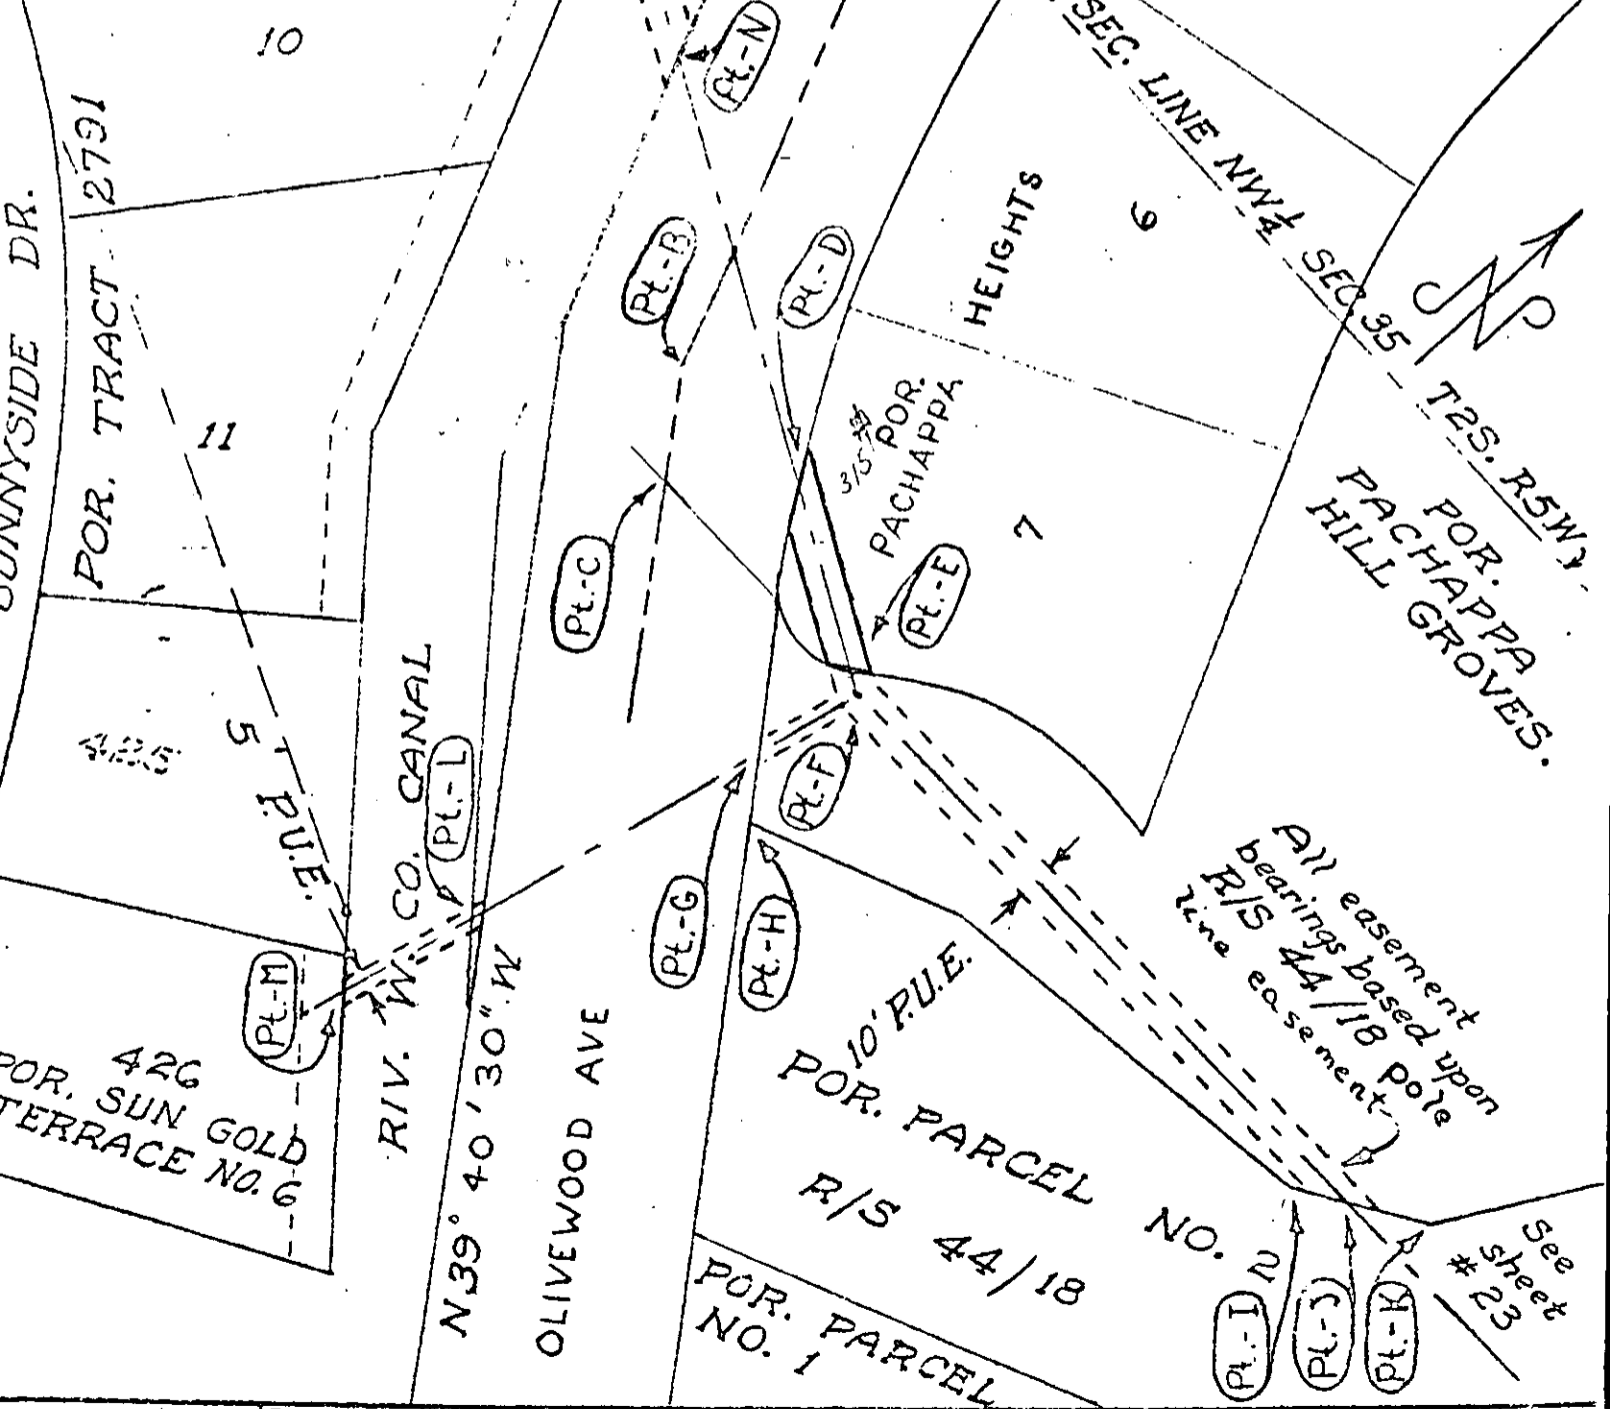 10
Pt.-N
SEC. LINE NW¼ SEC. 35 T2S. R5W
SUNNYSIDE DR.
POR. TRACT 2791
Pt.-B
Pt.-D
HEIGHTS
6
N
11
POR.
PACHAPPA
7
POR.
PACHAPPA
HILL GROVES.
Pt.-C
Pt.-E
425
5' P.U.E.
RIV. W. CO. CANAL
Pt.-L
Pt.-F
Pt.-G
Pt.-H
All easement
bearings based upon
R/S 44/18 pole
line easement
Pt.-M
426
POR. SUN GOLD
TERRACE NO. 6
N.39° 40' 30" W
OLIVEWOOD AVE
10' P.U.E.
POR. PARCEL NO. 2
R/S 44/18
POR. PARCEL
NO. 1
Pt.-I
Pt.-J
Pt.-K
See
sheet
# 23